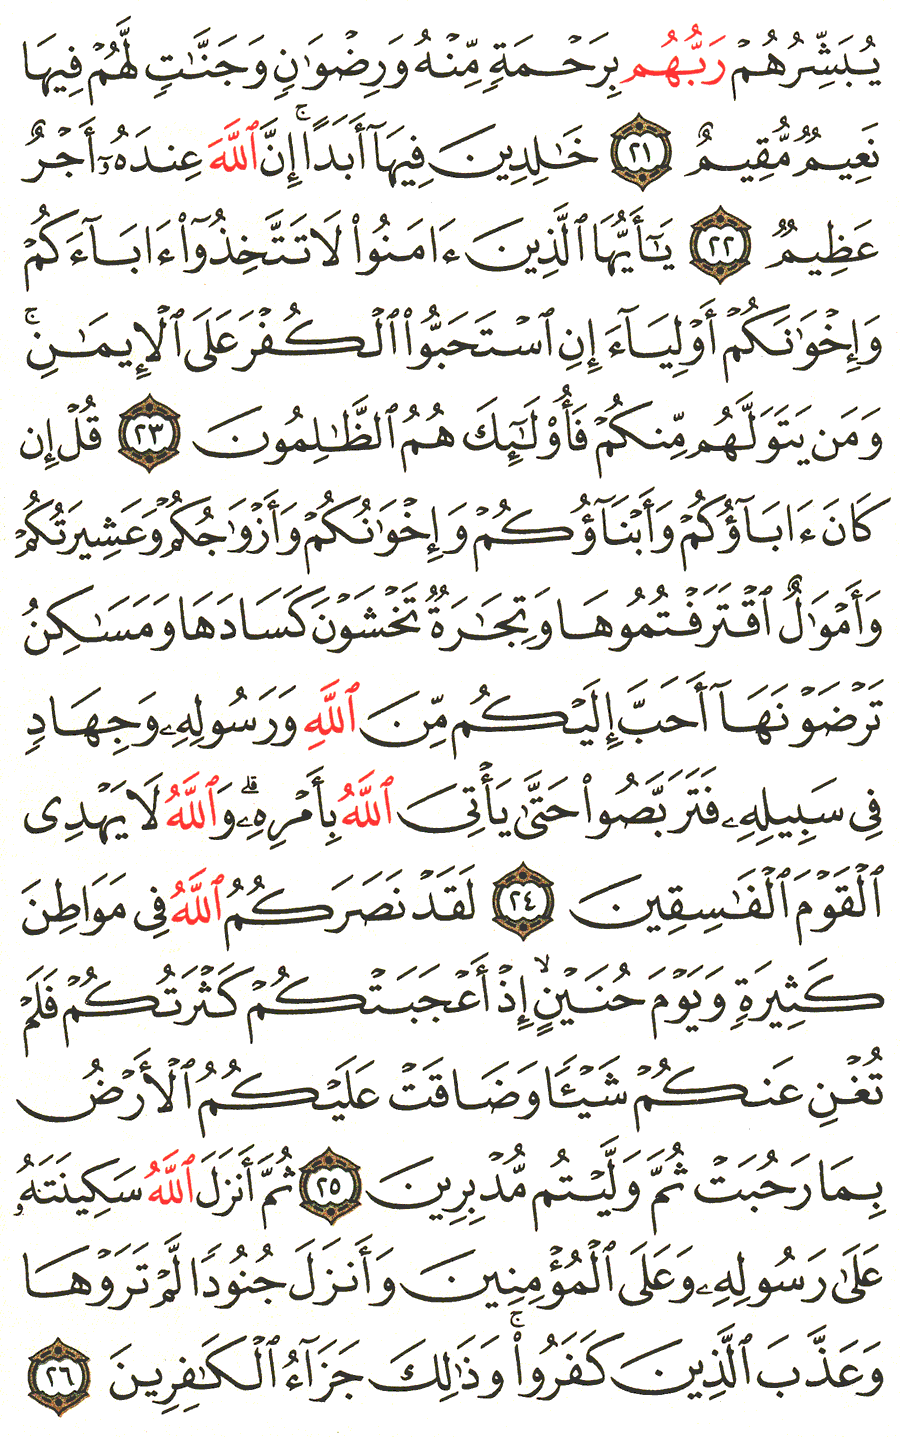 يُبَشِّرُهُمْ رَبُّهُم بِرَحْمَةٍ مِّنْهُ وَرِضْوَٰنٍ وَجَنَّٰتٍ لَّهُمْ فِيهَا
نَعِيمٌ مُّقِيمٌ ٢١ خَٰلِدِينَ فِيهَآ أَبَدًا ۚ إِنَّ ٱللَّهَ عِندَهُۥٓ أَجْرٌ
عَظِيمٌ ٢٢ يَٰٓأَيُّهَا ٱلَّذِينَ ءَامَنُوا۟ لَا تَتَّخِذُوٓا۟ ءَابَآءَكُمْ
وَإِخْوَٰنَكُمْ أَوْلِيَآءَ إِنِ ٱسْتَحَبُّوا۟ ٱلْكُفْرَ عَلَى ٱلْإِيمَٰنِ ۚ
وَمَن يَتَوَلَّهُم مِّنكُمْ فَأُو۟لَٰٓئِكَ هُمُ ٱلظَّٰلِمُونَ ٢٣ قُلْ إِن
كَانَ ءَابَآؤُكُمْ وَأَبْنَآؤُكُمْ وَإِخْوَٰنُكُمْ وَأَزْوَٰجُكُمْ وَعَشِيرَتُكُمْ
وَأَمْوَٰلٌ ٱقْتَرَفْتُمُوهَا وَتِجَٰرَةٌ تَخْشَوْنَ كَسَادَهَا وَمَسَٰكِنُ
تَرْضَوْنَهَآ أَحَبَّ إِلَيْكُم مِّنَ ٱللَّهِ وَرَسُولِهِۦ وَجِهَادٍ
فِى سَبِيلِهِۦ فَتَرَبَّصُوا۟ حَتَّىٰ يَأْتِىَ ٱللَّهُ بِأَمْرِهِۦ ۗ وَٱللَّهُ لَا يَهْدِى
ٱلْقَوْمَ ٱلْفَٰسِقِينَ ٢٤ لَقَدْ نَصَرَكُمُ ٱللَّهُ فِى مَوَاطِنَ
كَثِيرَةٍ ۙ وَيَوْمَ حُنَيْنٍ ۙ إِذْ أَعْجَبَتْكُمْ كَثْرَتُكُمْ فَلَمْ
تُغْنِ عَنكُمْ شَيْـًٔا وَضَاقَتْ عَلَيْكُمُ ٱلْأَرْضُ
بِمَا رَحُبَتْ ثُمَّ وَلَّيْتُم مُّدْبِرِينَ ٢٥ ثُمَّ أَنزَلَ ٱللَّهُ سَكِينَتَهُۥ
عَلَىٰ رَسُولِهِۦ وَعَلَى ٱلْمُؤْمِنِينَ وَأَنزَلَ جُنُودًا لَّمْ تَرَوْهَا
وَعَذَّبَ ٱلَّذِينَ كَفَرُوا۟ ۚ وَذَٰلِكَ جَزَآءُ ٱلْكَٰفِرِينَ ٢٦